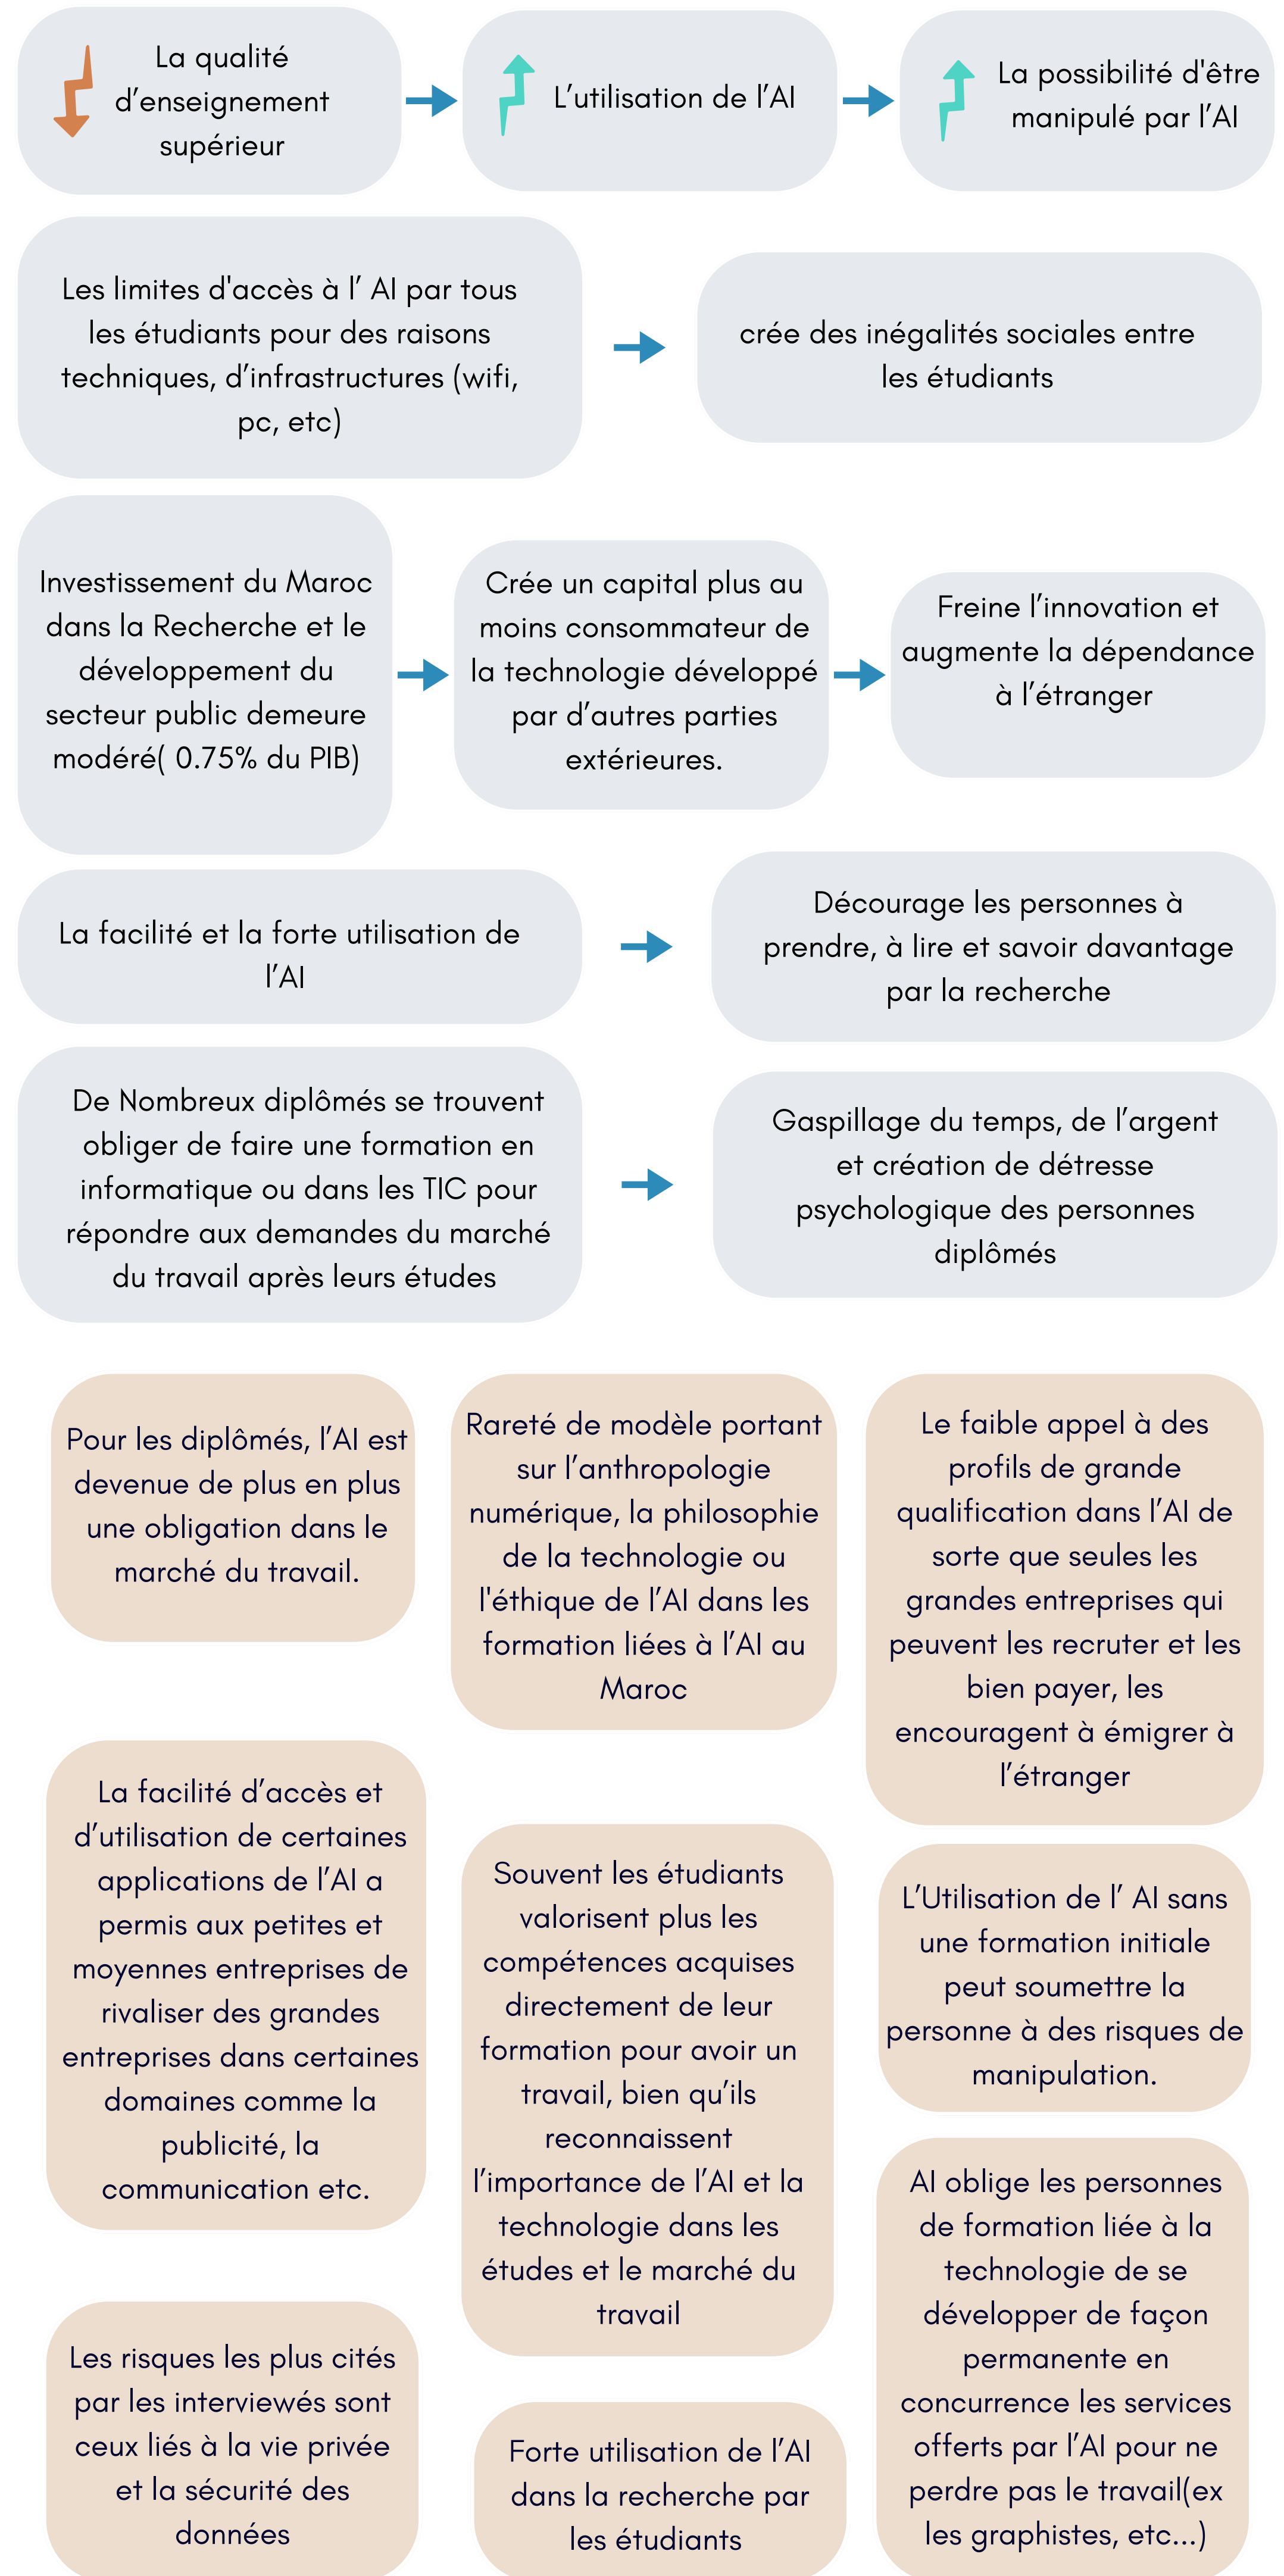 La qualité
d’enseignement
supérieur
L’utilisation de l’AI
La possibilité d'être
manipulé par l’AI
Les limites d'accès à l’ AI par tous
les étudiants pour des raisons
techniques, d’infrastructures (wifi,
pc, etc)
crée des inégalités sociales entre
les étudiants
Investissement du Maroc
dans la Recherche et le
développement du
secteur public demeure
modéré( 0.75% du PIB)
Crée un capital plus au
moins consommateur de
la technologie développé
par d’autres parties
extérieures.
Freine l’innovation et
augmente la dépendance
à l’étranger
La facilité et la forte utilisation de
l’AI
Décourage les personnes à
prendre, à lire et savoir davantage
par la recherche
De Nombreux diplômés se trouvent
obliger de faire une formation en
informatique ou dans les TIC pour
répondre aux demandes du marché
du travail après leurs études
Gaspillage du temps, de l’argent
et création de détresse
psychologique des personnes
diplômés
Pour les diplômés, l’AI est
devenue de plus en plus
une obligation dans le
marché du travail.
Rareté de modèle portant
sur l’anthropologie
numérique, la philosophie
de la technologie ou
l'éthique de l’AI dans les
formation liées à l’AI au
Maroc
Le faible appel à des
profils de grande
qualification dans l’AI de
sorte que seules les
grandes entreprises qui
peuvent les recruter et les
bien payer, les
encouragent à émigrer à
l’étranger
La facilité d’accès et
d’utilisation de certaines
applications de l’AI a
permis aux petites et
moyennes entreprises de
rivaliser des grandes
entreprises dans certaines
domaines comme la
publicité, la
communication etc.
Souvent les étudiants
valorisent plus les
compétences acquises
directement de leur
formation pour avoir un
travail, bien qu’ils
reconnaissent
l’importance de l’AI et la
technologie dans les
études et le marché du
travail
L’Utilisation de l’ AI sans
une formation initiale
peut soumettre la
personne à des risques de
manipulation.
AI oblige les personnes
de formation liée à la
technologie de se
développer de façon
permanente en
concurrence les services
offerts par l’AI pour ne
perdre pas le travail(ex
les graphistes, etc...)
Les risques les plus cités
par les interviewés sont
ceux liés à la vie privée
et la sécurité des
données
Forte utilisation de l’AI
dans la recherche par
les étudiants